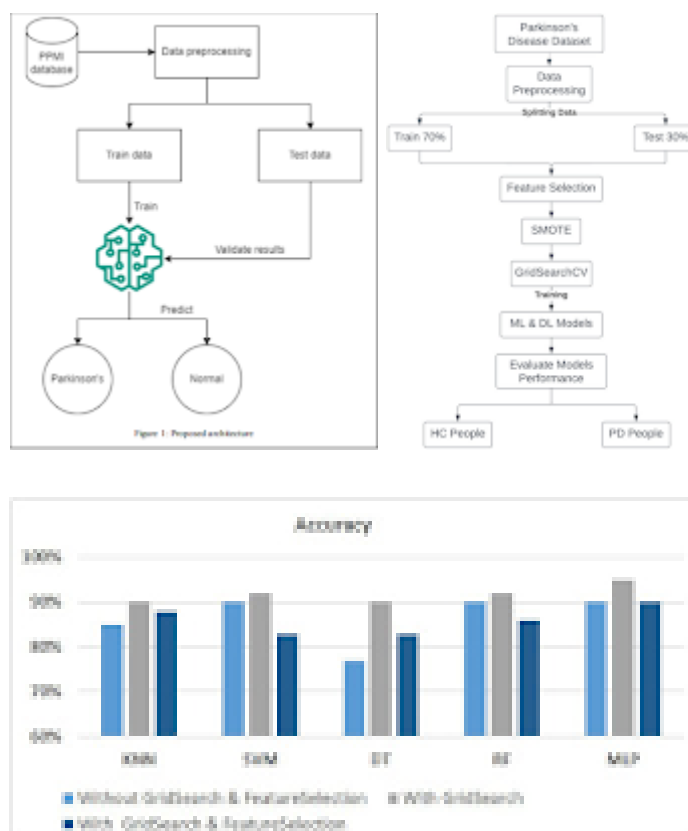 PPMI
database
Data preprocessing
Train data
Test data
Train
Validate results
Predict
Parkinson's
Normal
Figure 1: Proposed architecture
Parkinson's
Disease Dataset
Data
Preprocessing
Splitting Data
Train 70%
Test 30%
Feature Selection
SMOTE
GridSearchCV
Training
ML & DL Models
Evaluate Models
Performance
HC People
PD People
Accuracy
100%
90%
80%
70%
60%
KNN
SVM
DT
RF
MLP
Without GridSearch & FeatureSelection
With GridSearch
With GridSearch & FeatureSelection